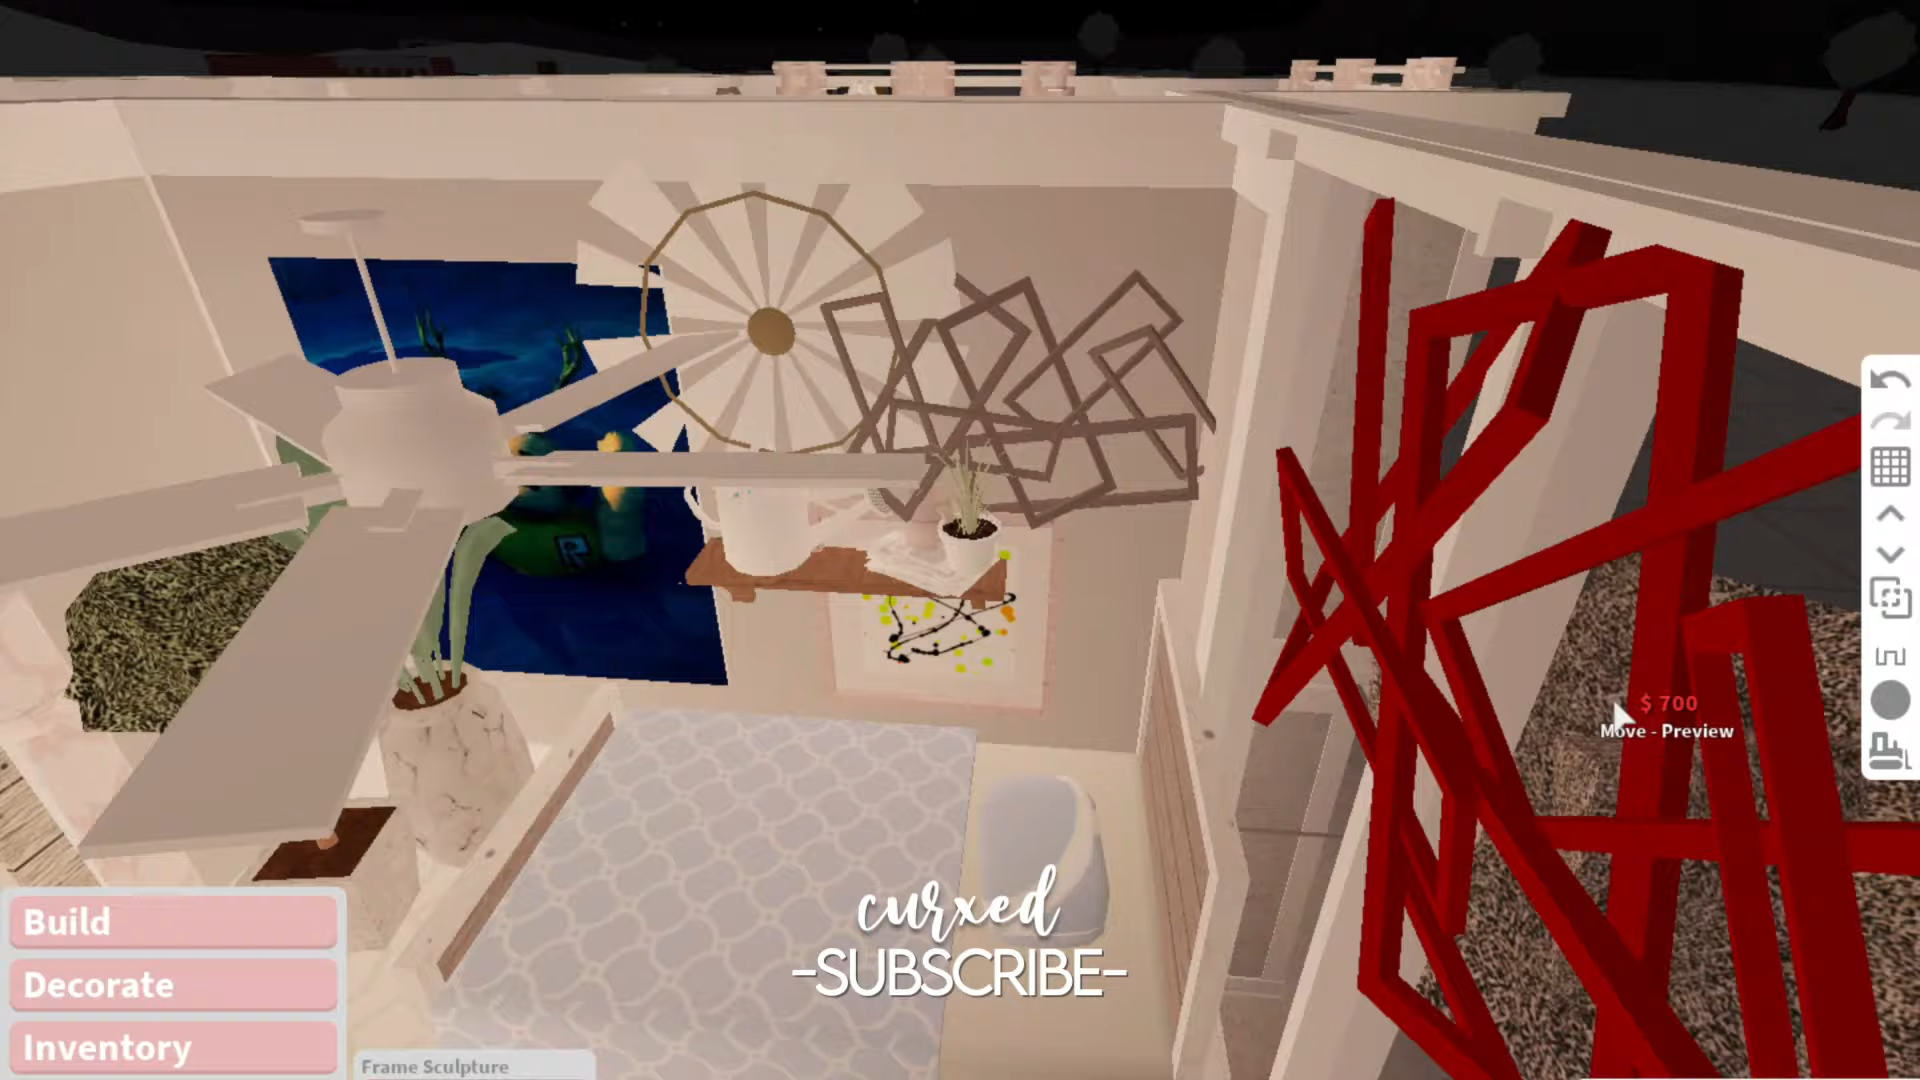 $ 700
Move - Preview
curxed
-SUBSCRIBE-
Build
Decorate
Inventory
Frame Sculpture